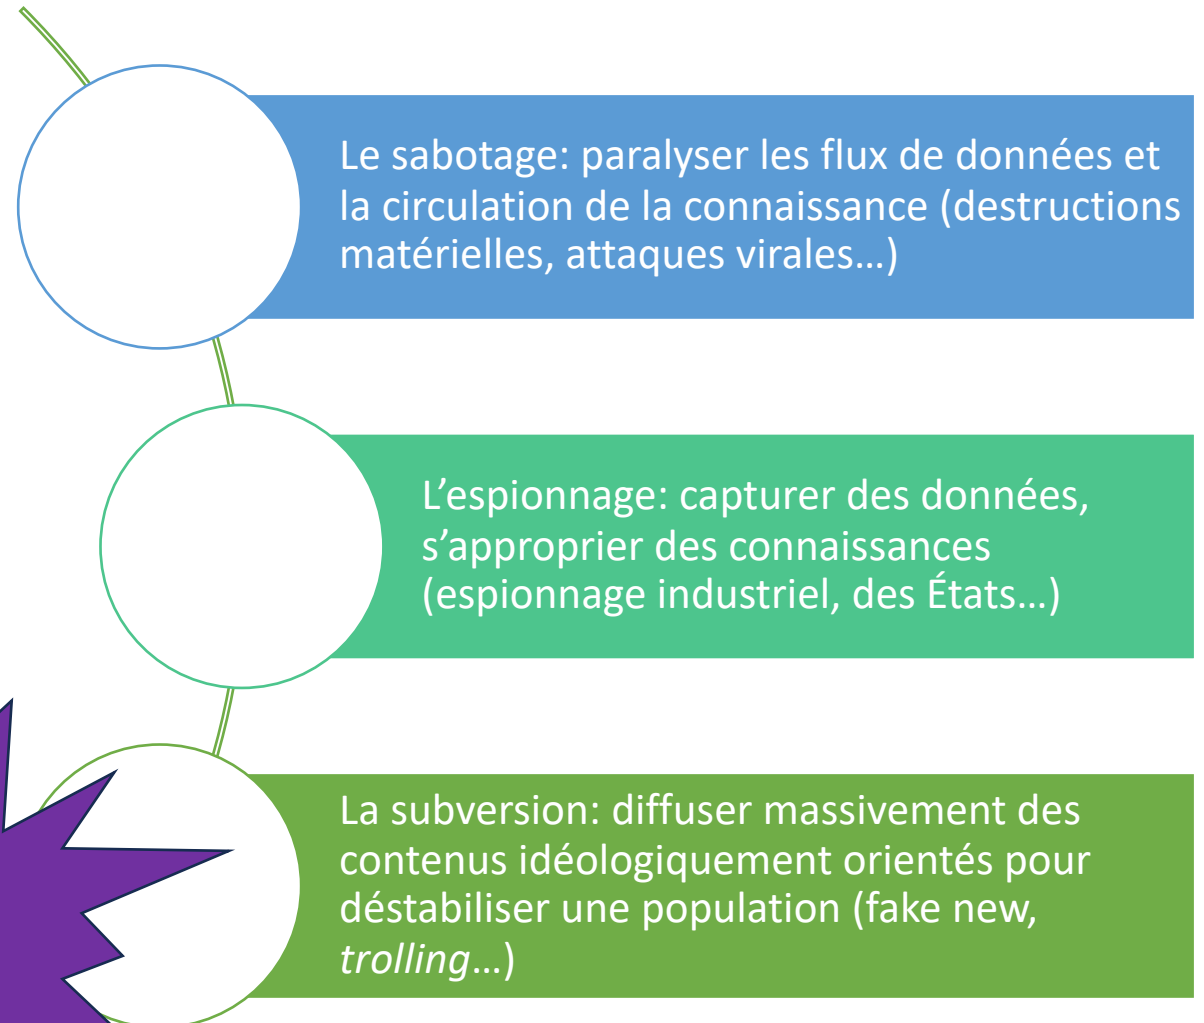 Le sabotage: paralyser les flux de données et
la circulation de la connaissance (destructions
matérielles, attaques virales…)
L’espionnage: capturer des données,
s’approprier des connaissances
(espionnage industriel, des États…)
La subversion: diffuser massivement des
contenus idéologiquement orientés pour
déstabiliser une population (fake new,
trolling…)